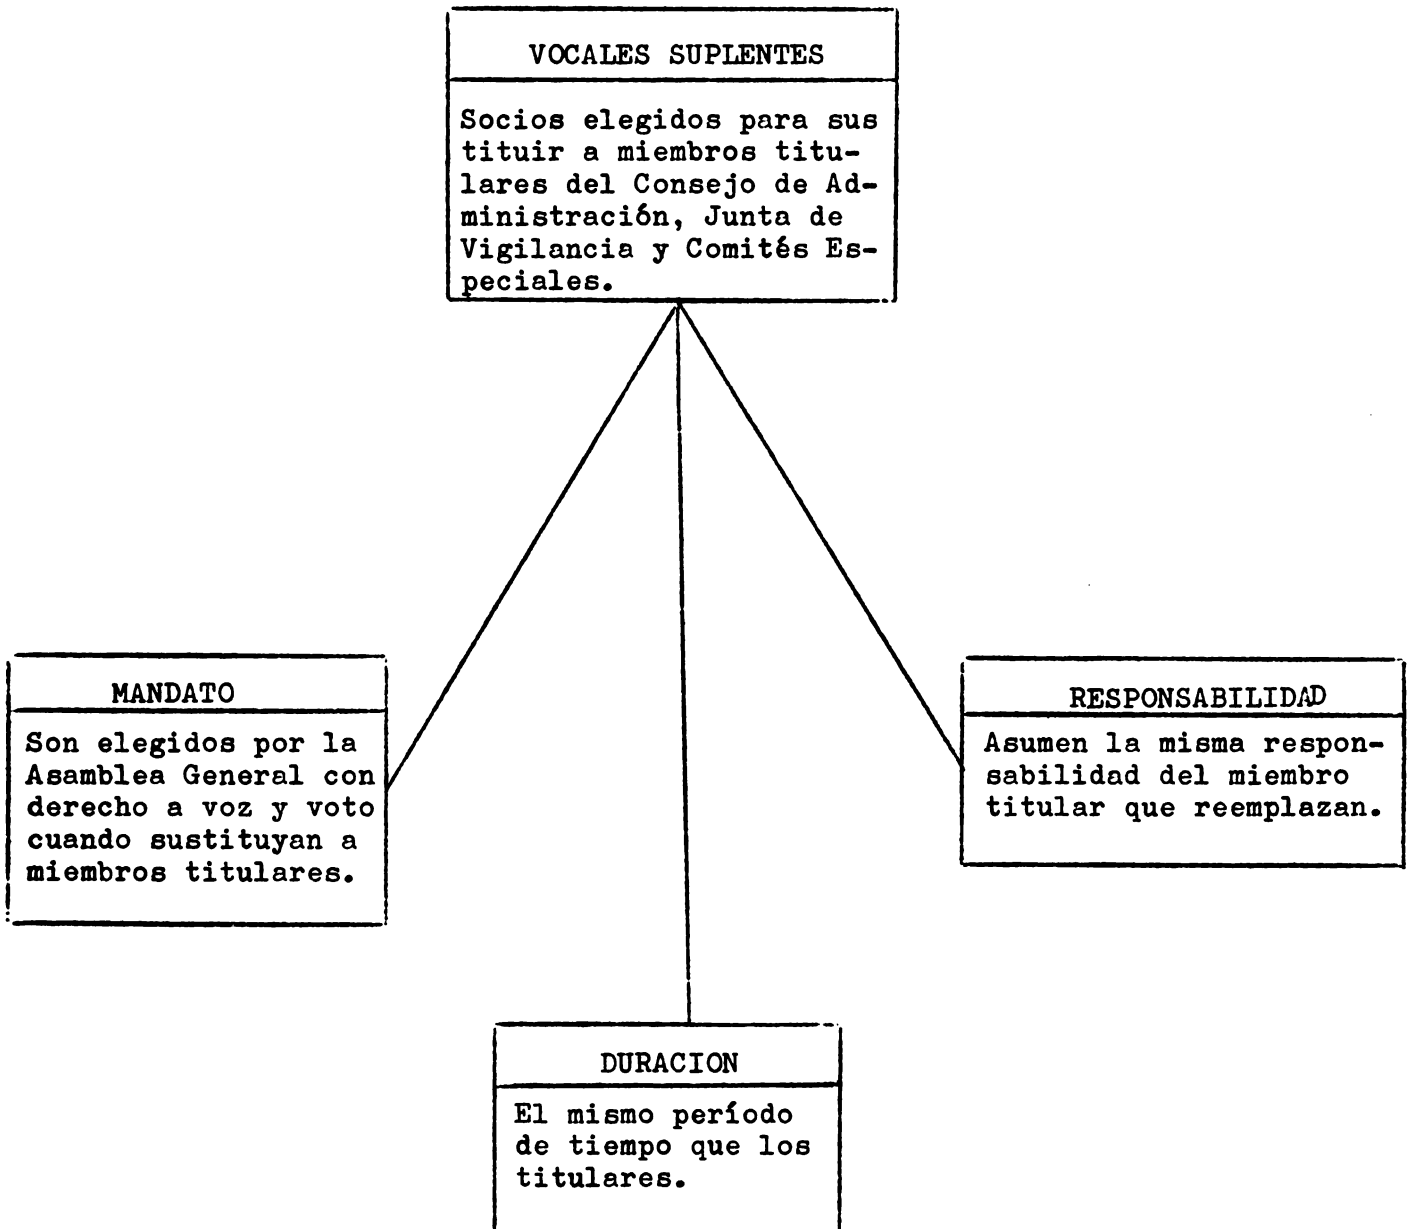 VOCALES SUPLENTES
Socios elegidos para sus
tituir a miembros titu-
lares del Consejo de Ad-
ministración, Junta de
Vigilancia y Comités Es-
peciales.
MANDATO
Son elegidos por la
Asamblea General con
derecho a voz y voto
cuando sustituyan a
miembros titulares.
RESPONSABILIDAD
Asumen la misma respon-
sabilidad del miembro
titular que reemplazan.
DURACION
El mismo período
de tiempo que los
titulares.